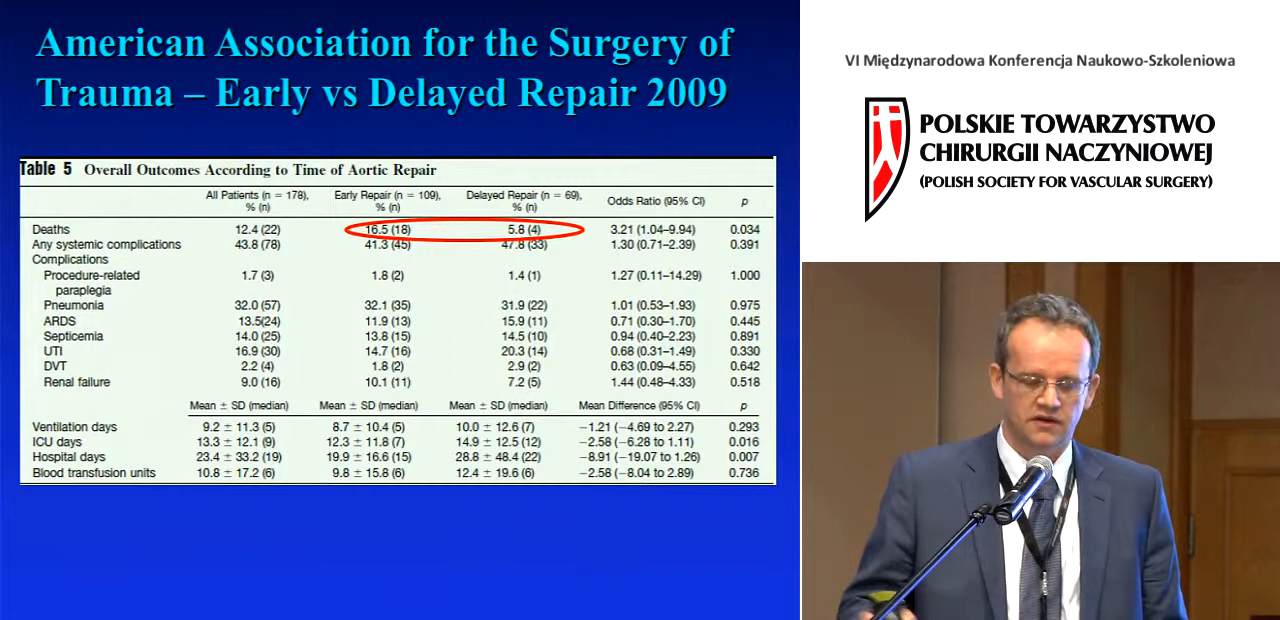 American Association for the Surgery of
Trauma – Early vs Delayed Repair 2009
Table 5 Overall Outcomes According to Time of Aortic Repair
All Patients (n = 178), % (n) Early Repair (n = 109), % (n) Delayed Repair (n = 69), % (n) Odds Ratio (95% CI) p
Deaths 12.4 (22) 16.5 (18) 5.8 (4) 3.21 (1.04–9.94) 0.034
Any systemic complications 43.8 (78) 41.3 (45) 47.8 (33) 1.30 (0.71–2.39) 0.391
Complications
Procedure-related 1.7 (3) 1.8 (2) 1.4 (1) 1.27 (0.11–14.29) 1.000
paraplegia
Pneumonia 32.0 (57) 32.1 (35) 31.9 (22) 1.01 (0.53–1.93) 0.975
ARDS 13.5(24) 11.9 (13) 15.9 (11) 0.71 (0.30–1.70) 0.445
Septicemia 14.0 (25) 13.8 (15) 14.5 (10) 0.94 (0.40–2.23) 0.891
UTI 16.9 (30) 14.7 (16) 20.3 (14) 0.68 (0.31–1.49) 0.330
DVT 2.2 (4) 1.8 (2) 2.9 (2) 0.63 (0.09–4.55) 0.642
Renal failure 9.0 (16) 10.1 (11) 7.2 (5) 1.44 (0.48–4.33) 0.518
Mean ± SD (median) Mean ± SD (median) Mean ± SD (median) Mean Difference (95% CI) p
Ventilation days 9.2 ± 11.3 (5) 8.7 ± 10.4 (5) 10.0 ± 12.6 (7) −1.21 (−4.69 to 2.27) 0.293
ICU days 13.3 ± 12.1 (9) 12.3 ± 11.8 (7) 14.9 ± 12.5 (12) −2.58 (−6.28 to 1.11) 0.016
Hospital days 23.4 ± 33.2 (19) 19.9 ± 16.6 (15) 28.8 ± 48.4 (22) −8.91 (−19.07 to 1.26) 0.007
Blood transfusion units 10.8 ± 17.2 (6) 9.8 ± 15.8 (6) 12.4 ± 19.6 (6) −2.58 (−8.04 to 2.89) 0.736
VI Międzynarodowa Konferencja Naukowo-Szkoleniowa
POLSKIE TOWARZYSTWO
CHIRURGII NACZYNIOWEJ
(POLISH SOCIETY FOR VASCULAR SURGERY)